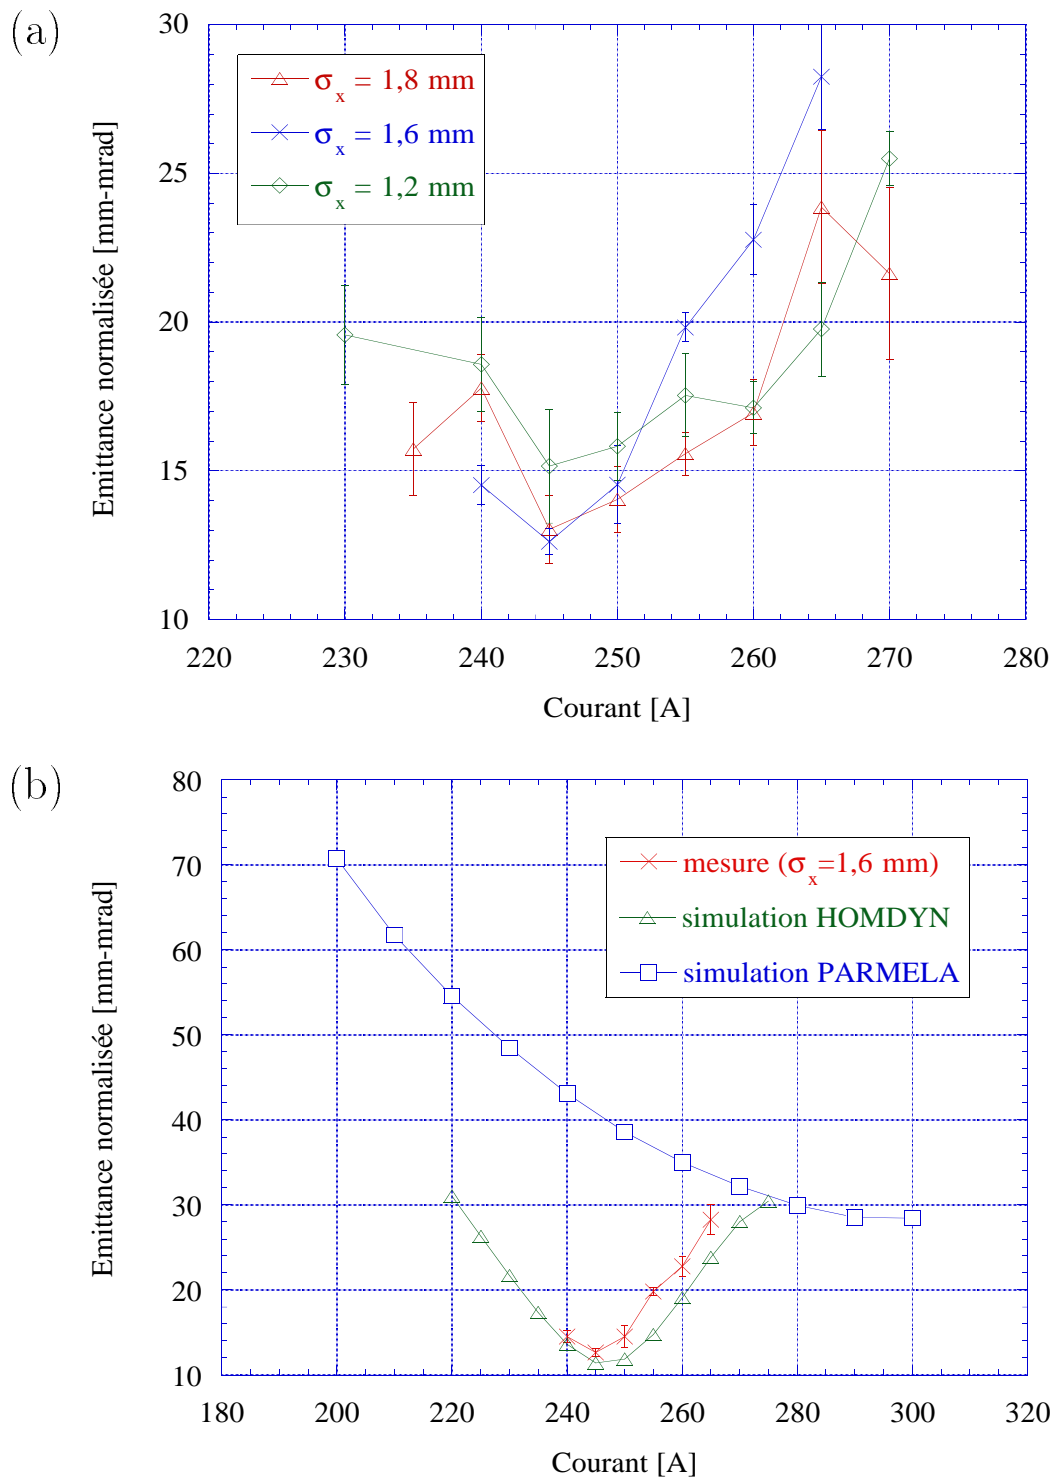 (a)
30
25
20
15
10
Emittance normalisée [mm-mrad]
σx = 1,8 mm
σx = 1,6 mm
σx = 1,2 mm
220 230 240 250 260 270 280
Courant [A]
(b)
80
70
60
50
40
30
20
10
Emittance normalisée [mm-mrad]
mesure (σx=1,6 mm)
simulation HOMDYN
simulation PARMELA
180 200 220 240 260 280 300 320
Courant [A]